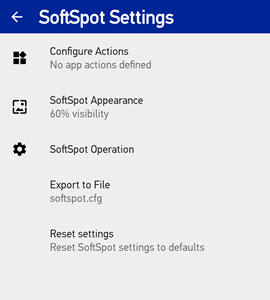 SoftSpot Settings
Configure Actions
No app actions defined
SoftSpot Appearance
60% visibility
SoftSpot Operation
Export to File
softspot.cfg
Reset settings
Reset SoftSpot settings to defaults